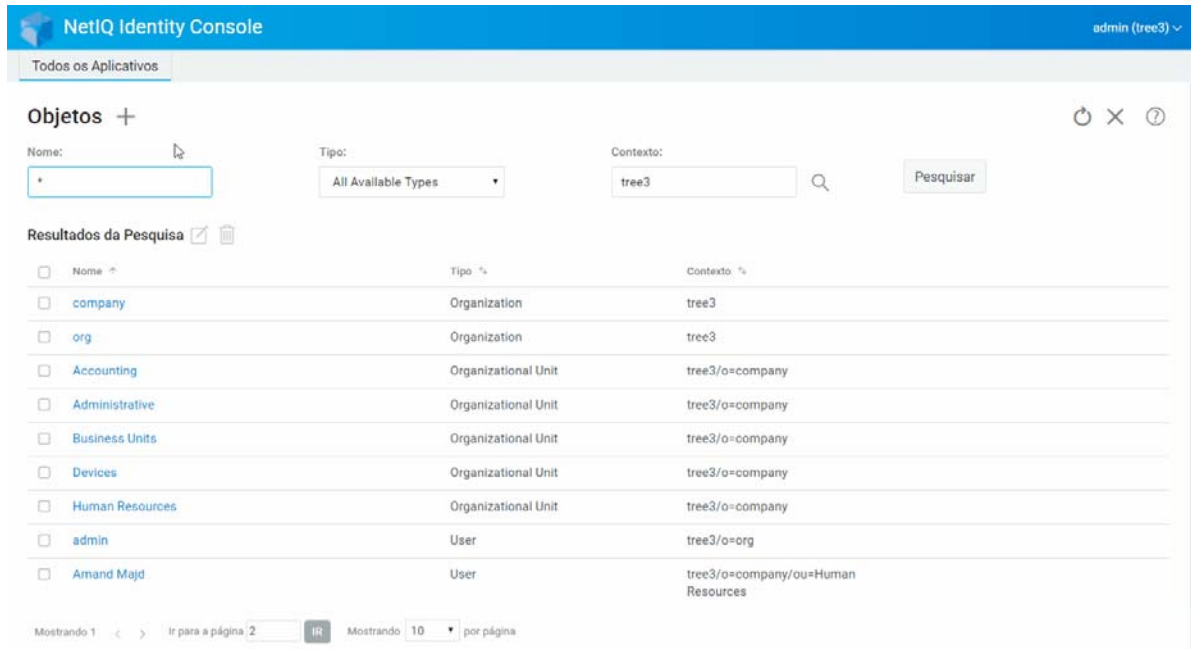 NetIQ Identity Console
admin (tree3)
Todos os Aplicativos
Objetos
Nome: Tipo: Contexto:
* All Available Types tree3 Pesquisar
Resultados da Pesquisa
Nome Tipo Contexto
company Organization tree3
org Organization tree3
Accounting Organizational Unit tree3/o=company
Administrative Organizational Unit tree3/o=company
Business Units Organizational Unit tree3/o=company
Devices Organizational Unit tree3/o=company
Human Resources Organizational Unit tree3/o=company
admin User tree3/o=org
Amand Majd User tree3/o=company/ou=Human
Resources
Mostrando 1 Ir para a página 2 IR Mostrando 10 por página